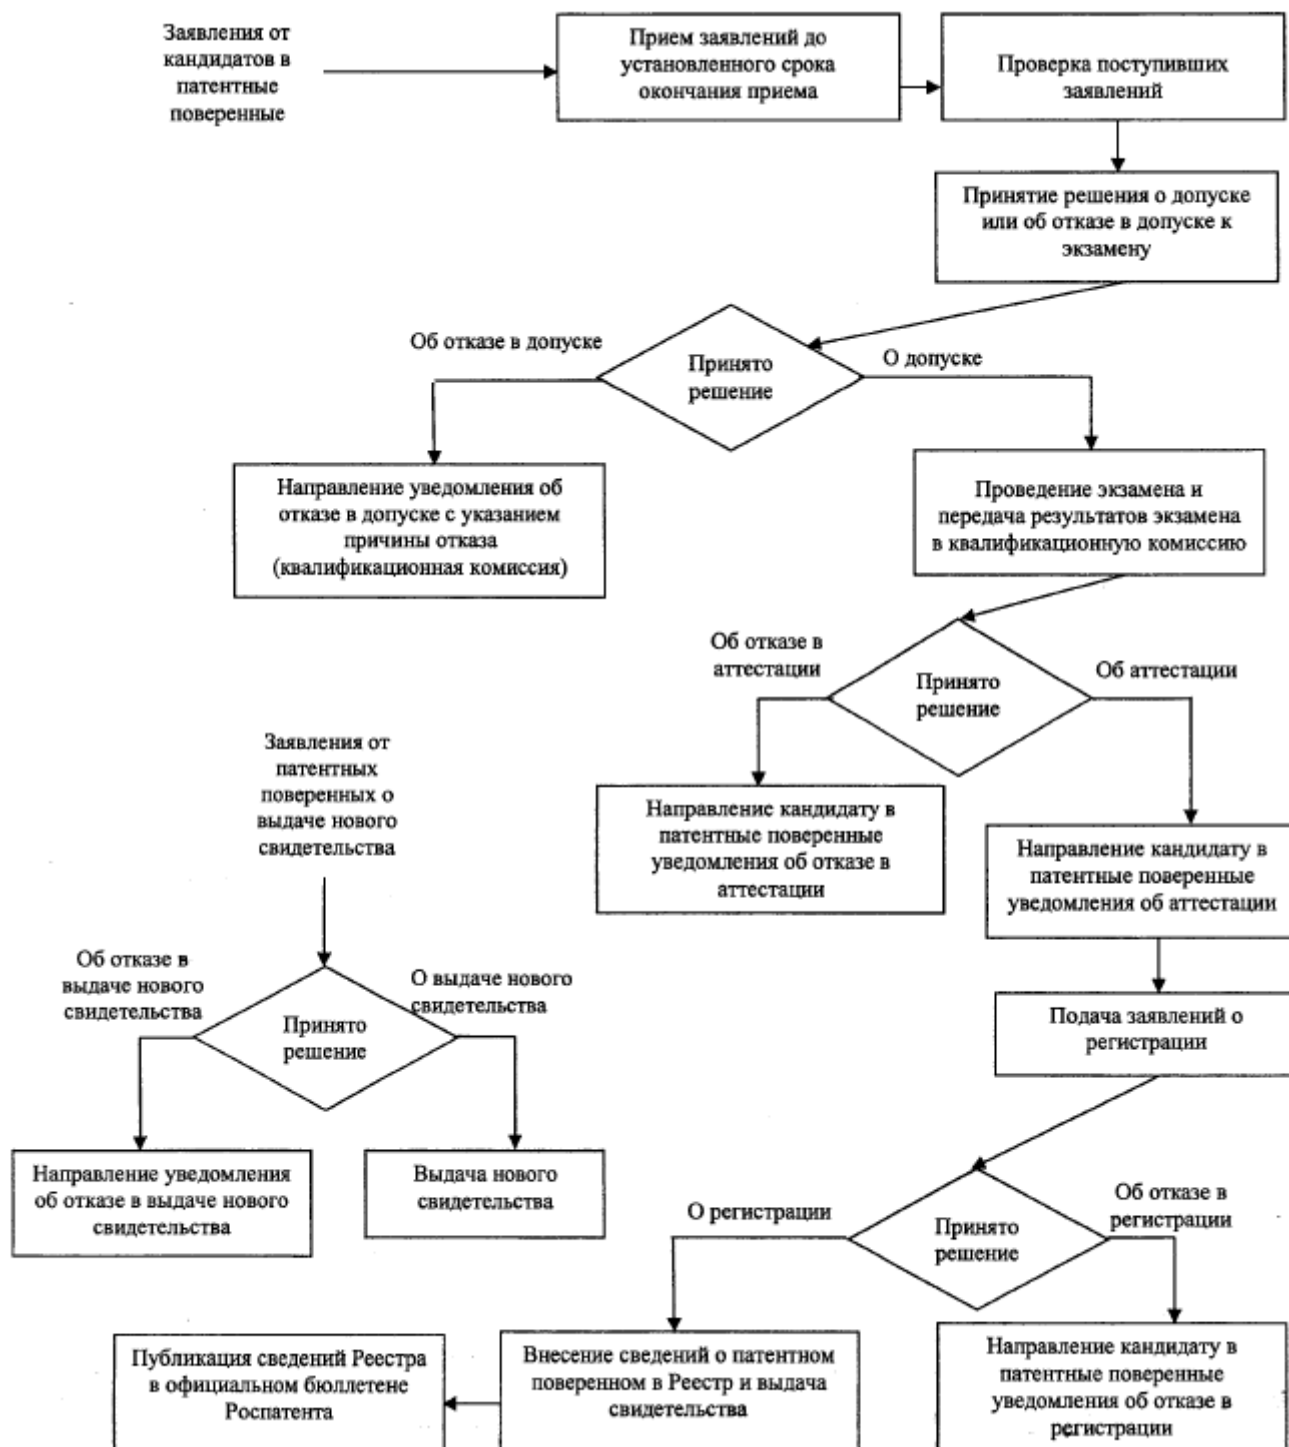 Заявления от
кандидатов в
патентные
поверенные
Прием заявлений до
установленного срока
окончания приема
Проверка поступивших
заявлений
Принятие решения о допуске
или об отказе в допуске к
экзамену
Об отказе в допуске
Принято
решение
О допуске
Направление уведомления об
отказе в допуске с указанием
причины отказа
(квалификационная комиссия)
Проведение экзамена и
передача результатов экзамена
в квалификационную комиссию
Об отказе в
аттестации
Принято
решение
Об аттестации
Направление кандидату в
патентные поверенные
уведомления об отказе в
аттестации
Направление кандидату в
патентные поверенные
уведомления об аттестации
Заявления от
патентных
поверенных о
выдаче нового
свидетельства
Об отказе в
выдаче нового
свидетельства
Принято
решение
О выдаче нового
свидетельства
Подача заявлений о
регистрации
Направление уведомления
об отказе в выдаче нового
свидетельства
Выдача нового
свидетельства
О регистрации
Принято
решение
Об отказе в
регистрации
Публикация сведений Реестра
в официальном бюллетене
Роспатента
Внесение сведений о патентном
поверенном в Реестр и выдача
свидетельства
Направление кандидату в
патентные поверенные
уведомления об отказе в
регистрации